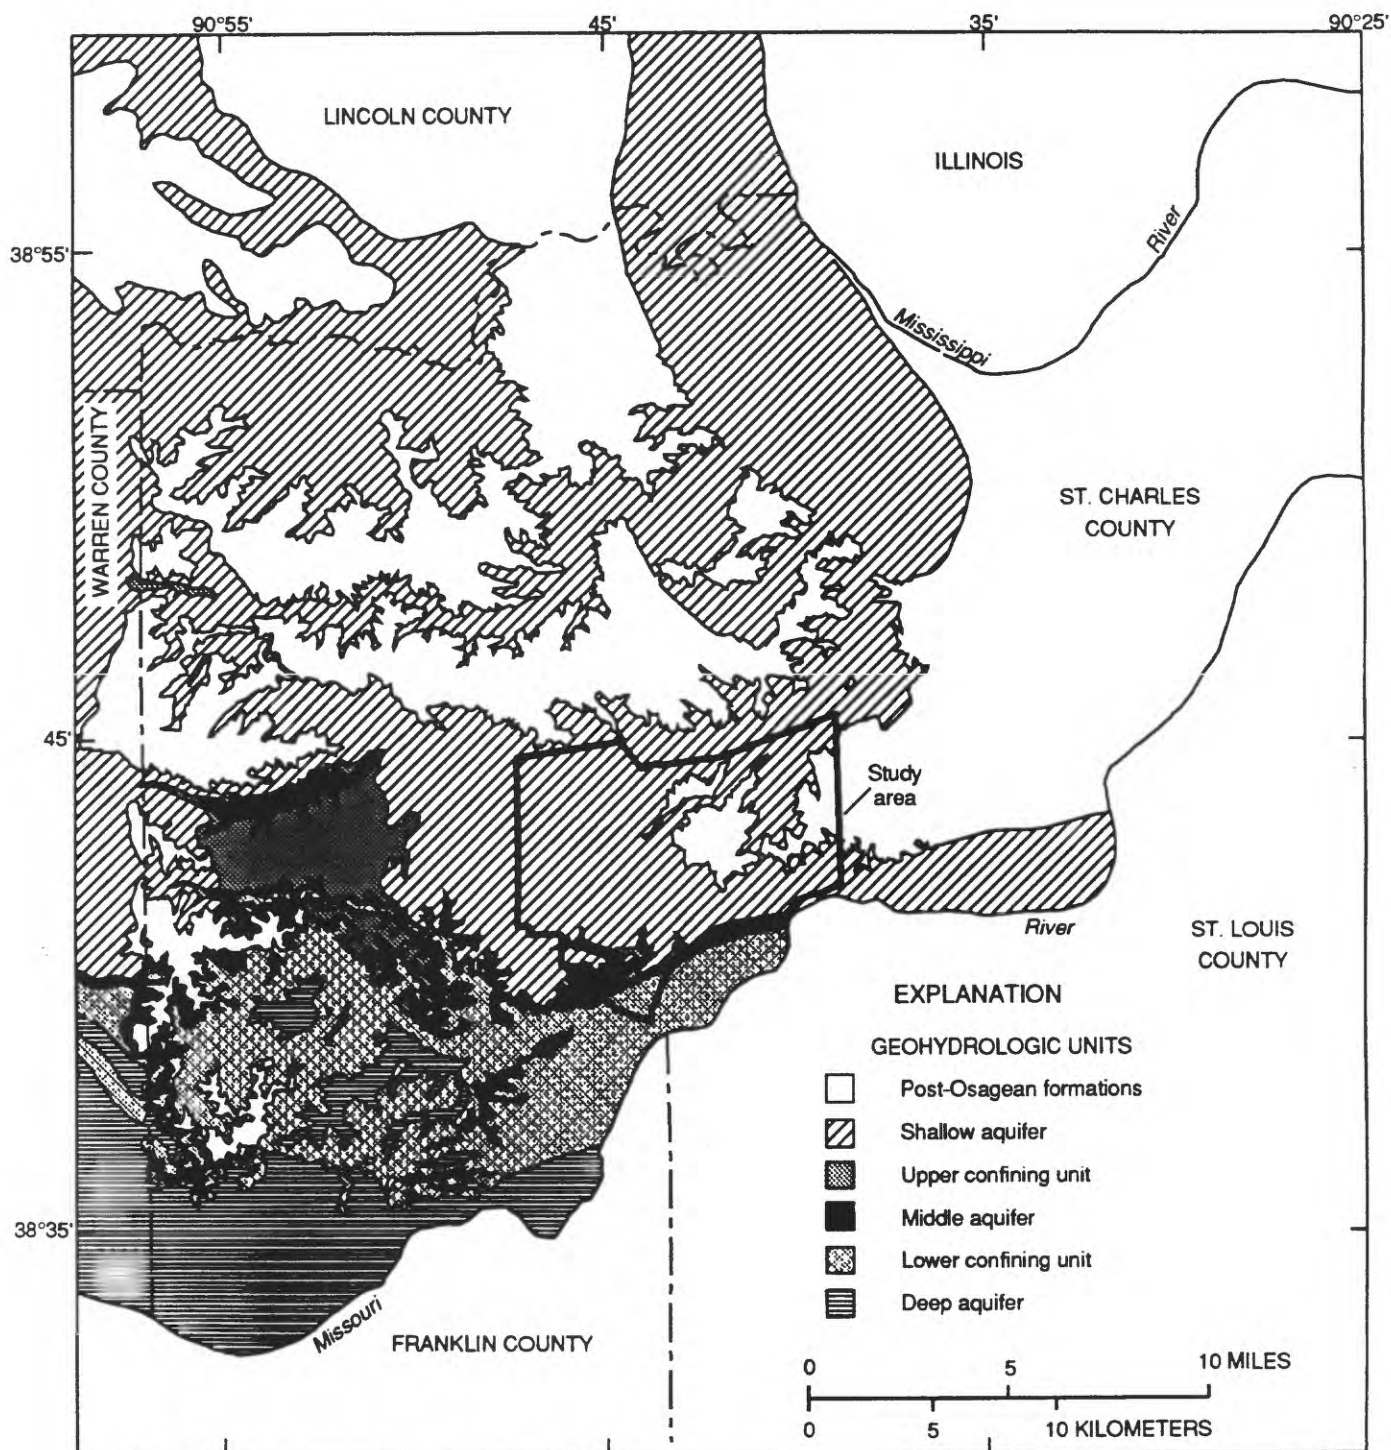 90°55'
45'
35'
90°25'
LINCOLN COUNTY
ILLINOIS
River
38°55'
Mississippi
WARREN COUNTY
ST. CHARLES
COUNTY
45'
Study
area
River
ST. LOUIS
COUNTY
EXPLANATION
GEOHYDROLOGIC UNITS
Post-Osagean formations
Shallow aquifer
Upper confining unit
Middle aquifer
Lower confining unit
Deep aquifer
38°35'
Missouri
FRANKLIN COUNTY
0 5 10 MILES
0 5 10 KILOMETERS